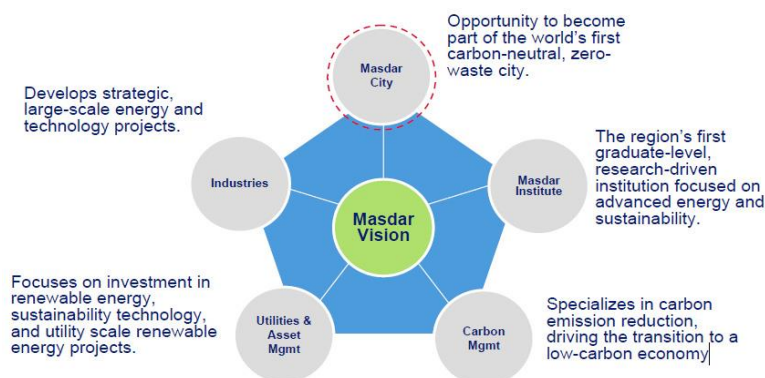 Opportunity to become
part of the world's first
carbon-neutral, zero-
waste city.
Masdar
City
Develops strategic,
large-scale energy and
technology projects.
Industries
The region's first
graduate-level,
research-driven
institution focused on
advanced energy and
sustainability.
Masdar
Institute
Masdar
Vision
Focuses on investment in
renewable energy,
sustainability technology,
and utility scale renewable
energy projects.
Utilities &
Asset
Mgmt
Carbon
Mgmt
Specializes in carbon
emission reduction,
driving the transition to a
low-carbon economy